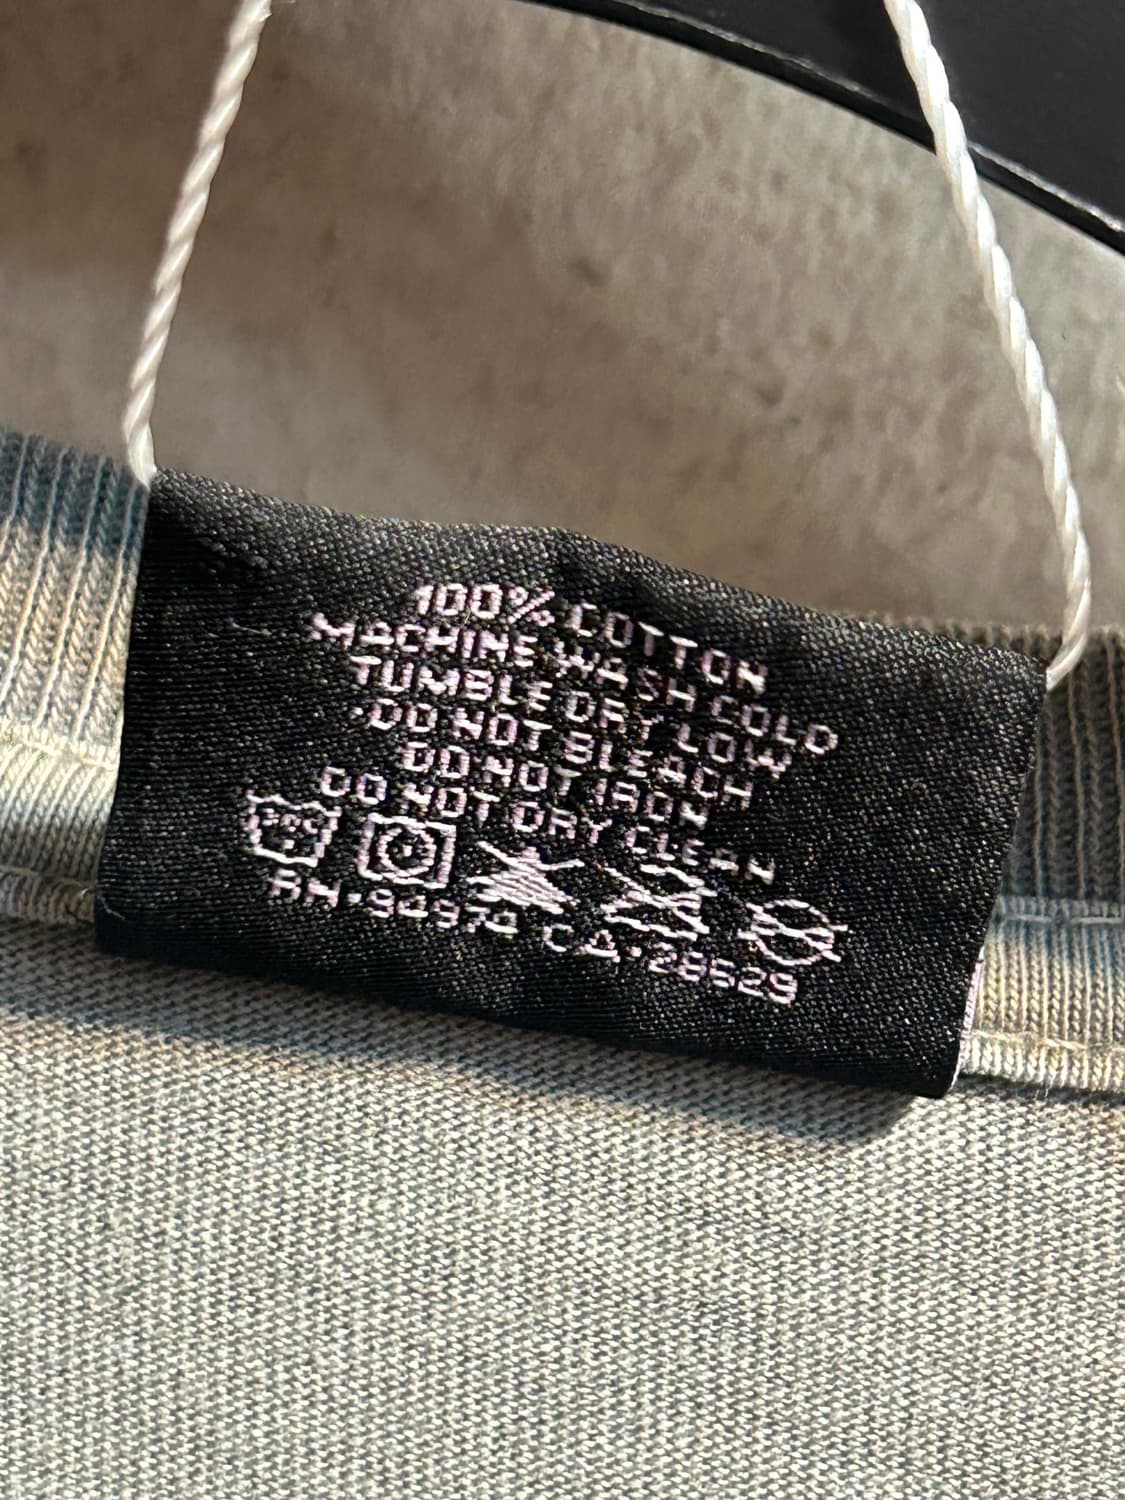 100% COTTON
MACHINE WASH COLD
TUMBLE DRY LOW
DO NOT BLEACH
DO NOT IRON
DO NOT DRY CLEAN
RN•94974 CA•28629